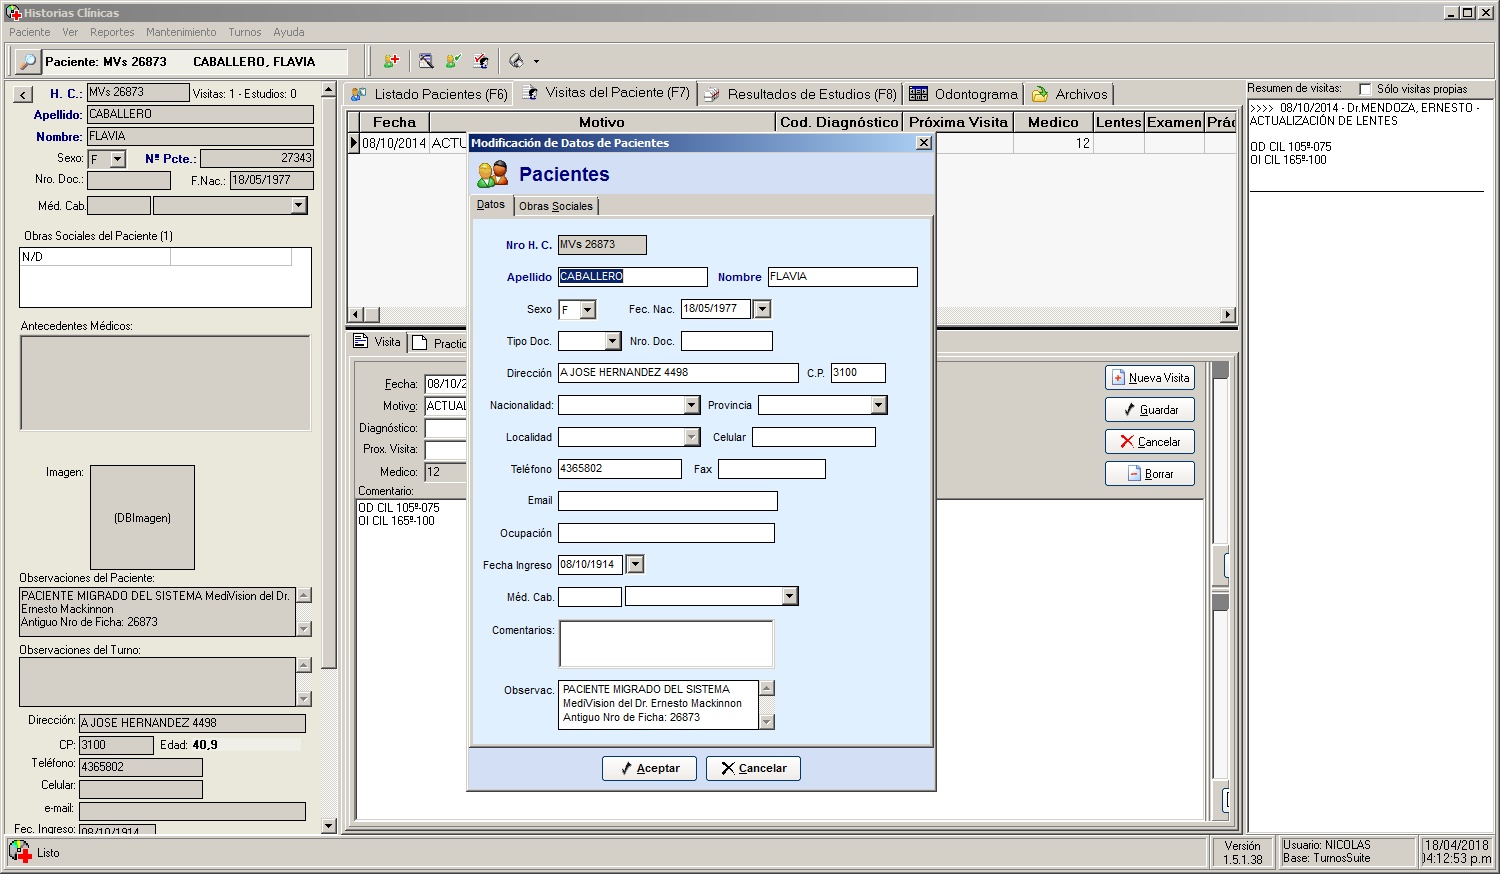 Historias Clínicas
Paciente Ver Reportes Mantenimiento Turnos Ayuda
Paciente: MVs 26873 CABALLERO, FLAVIA
< H. C.: MVs 26873 Visitas: 1 - Estudios: 0
Apellido: CABALLERO
Nombre: FLAVIA
Sexo: F Nº Pcte.: 27343
Nro. Doc.: F.Nac.: 18/05/1977
Méd. Cab.
Obras Sociales del Paciente (1)
N/D
Antecedentes Médicos:
Imagen:
(DBImagen)
Observaciones del Paciente:
PACIENTE MIGRADO DEL SISTEMA MediVision del Dr.
Ernesto Mackinnon
Antiguo Nro de Ficha: 26873
Observaciones del Turno:
Dirección: A JOSE HERNANDEZ 4498
CP: 3100 Edad: 40,9
Teléfono: 4365802
Celular:
e-mail:
Fec. Ingreso: 08/10/1914
Listado Pacientes (F6) Visitas del Paciente (F7) Resultados de Estudios (F8) Odontograma Archivos
Fecha Motivo Cod. Diagnóstico Próxima Visita Medico Lentes Examen Prác
08/10/2014 ACTU 12
Visita Practic
Fecha: 08/10/2
Motivo: ACTUAL
Diagnóstico:
Prox. Visita:
Medico: 12
Comentario:
OD CIL 105º-075
OI CIL 165º-100
Nueva Visita
Guardar
Cancelar
Borrar
Modificación de Datos de Pacientes
Pacientes
Datos Obras Sociales
Nro H. C. MVs 26873
Apellido CABALLERO Nombre FLAVIA
Sexo F Fec. Nac. 18/05/1977
Tipo Doc. Nro. Doc.
Dirección A JOSE HERNANDEZ 4498 C.P. 3100
Nacionalidad: Provincia
Localidad Celular
Teléfono 4365802 Fax
Email
Ocupación
Fecha Ingreso 08/10/1914
Méd. Cab.
Comentarios:
Observac. PACIENTE MIGRADO DEL SISTEMA
MediVision del Dr. Ernesto Mackinnon
Antiguo Nro de Ficha: 26873
Aceptar Cancelar
Resumen de visitas: Sólo visitas propias
>>>> 08/10/2014 - Dr.MENDOZA, ERNESTO -
ACTUALIZACIÓN DE LENTES
OD CIL 105º-075
OI CIL 165º-100
Listo
Versión
1.5.1.38
Usuario: NICOLAS
Base: TurnosSuite
18/04/2018
04:12:53 p.m